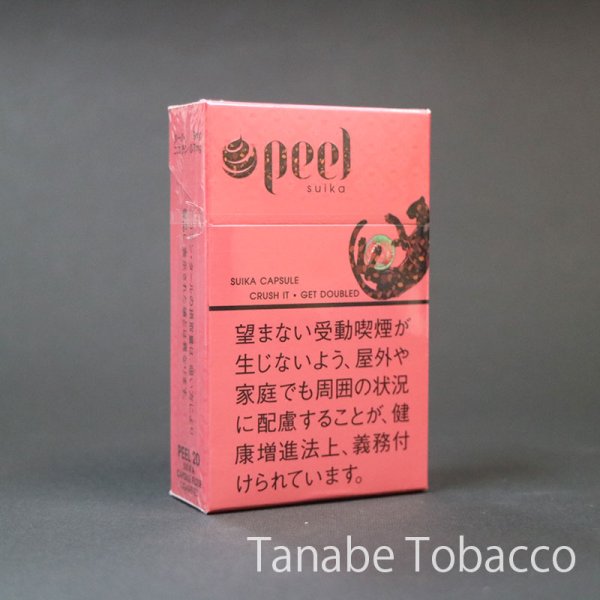 peel
suika
SUIKA CAPSULE
CRUSH IT • GET DOUBLED
望まない受動喫煙が
生じないよう、屋外や
家庭でも周囲の状況
に配慮することが、健
康増進法上、義務付
けられています。
PEEL 20
SUIKA
Tanabe Tobacco